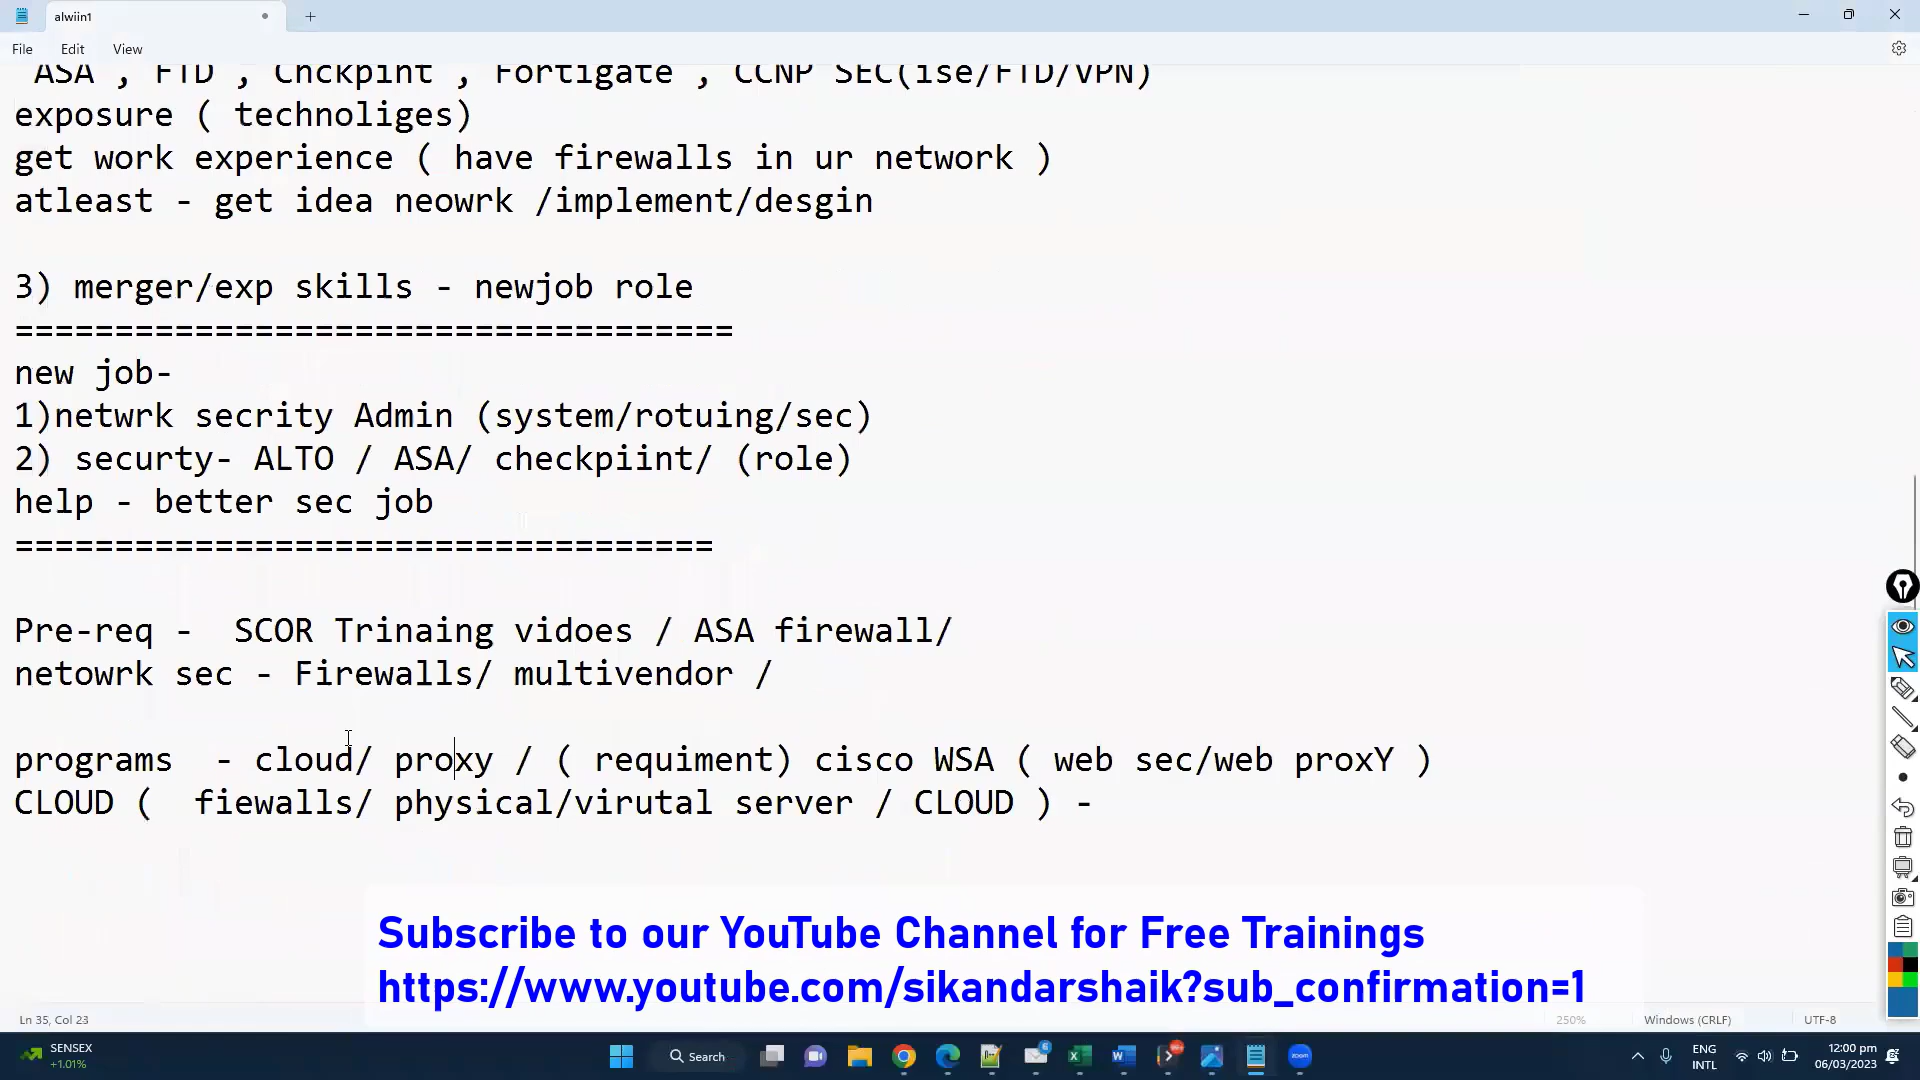 alwiin1
File Edit View
ASA , FTD , Chckpint , Fortigate , CCNP SEC(ise/FTD/VPN)
exposure ( technoliges)
get work experience ( have firewalls in ur network )
atleast - get idea neowrk /implement/desgin
3) merger/exp skills - newjob role
====================================
new job-
1)netwrk secrity Admin (system/rotuing/sec)
2) securty- ALTO / ASA/ checkpiint/ (role)
help - better sec job
===================================
Pre-req - SCOR Trinaing vidoes / ASA firewall/
netowrk sec - Firewalls/ multivendor /
programs - cloud/ proxy / ( requiment) cisco WSA ( web sec/web proxY )
CLOUD ( fiewalls/ physical/virutal server / CLOUD ) -
Subscribe to our YouTube Channel for Free Trainings
https://www.youtube.com/sikandarshaik?sub_confirmation=1
Ln 35, Col 23 250% Windows (CRLF) UTF-8
SENSEX
+1.01%
Search
ENG
INTL
12:00 pm
06/03/2023